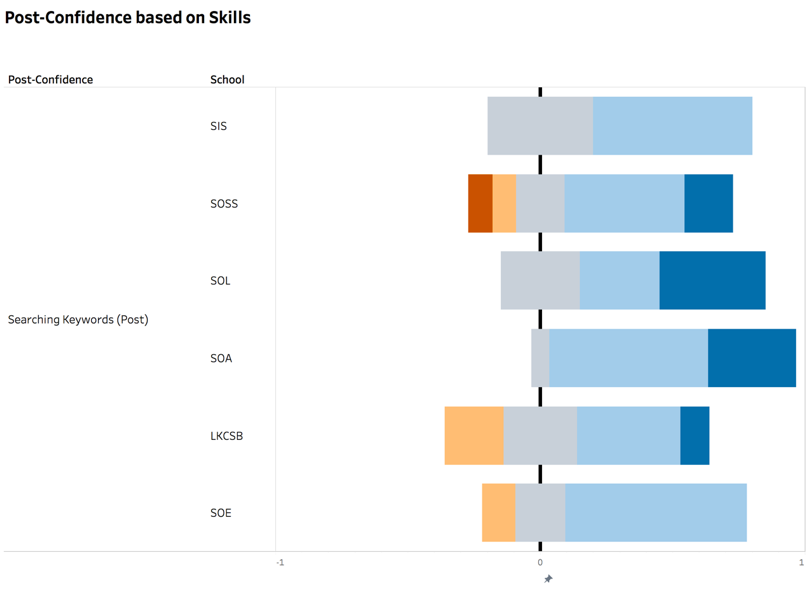 Post-Confidence based on Skills
Post-Confidence School
SIS
SOSS
SOL
Searching Keywords (Post)
SOA
LKCSB
SOE
-1 0 1